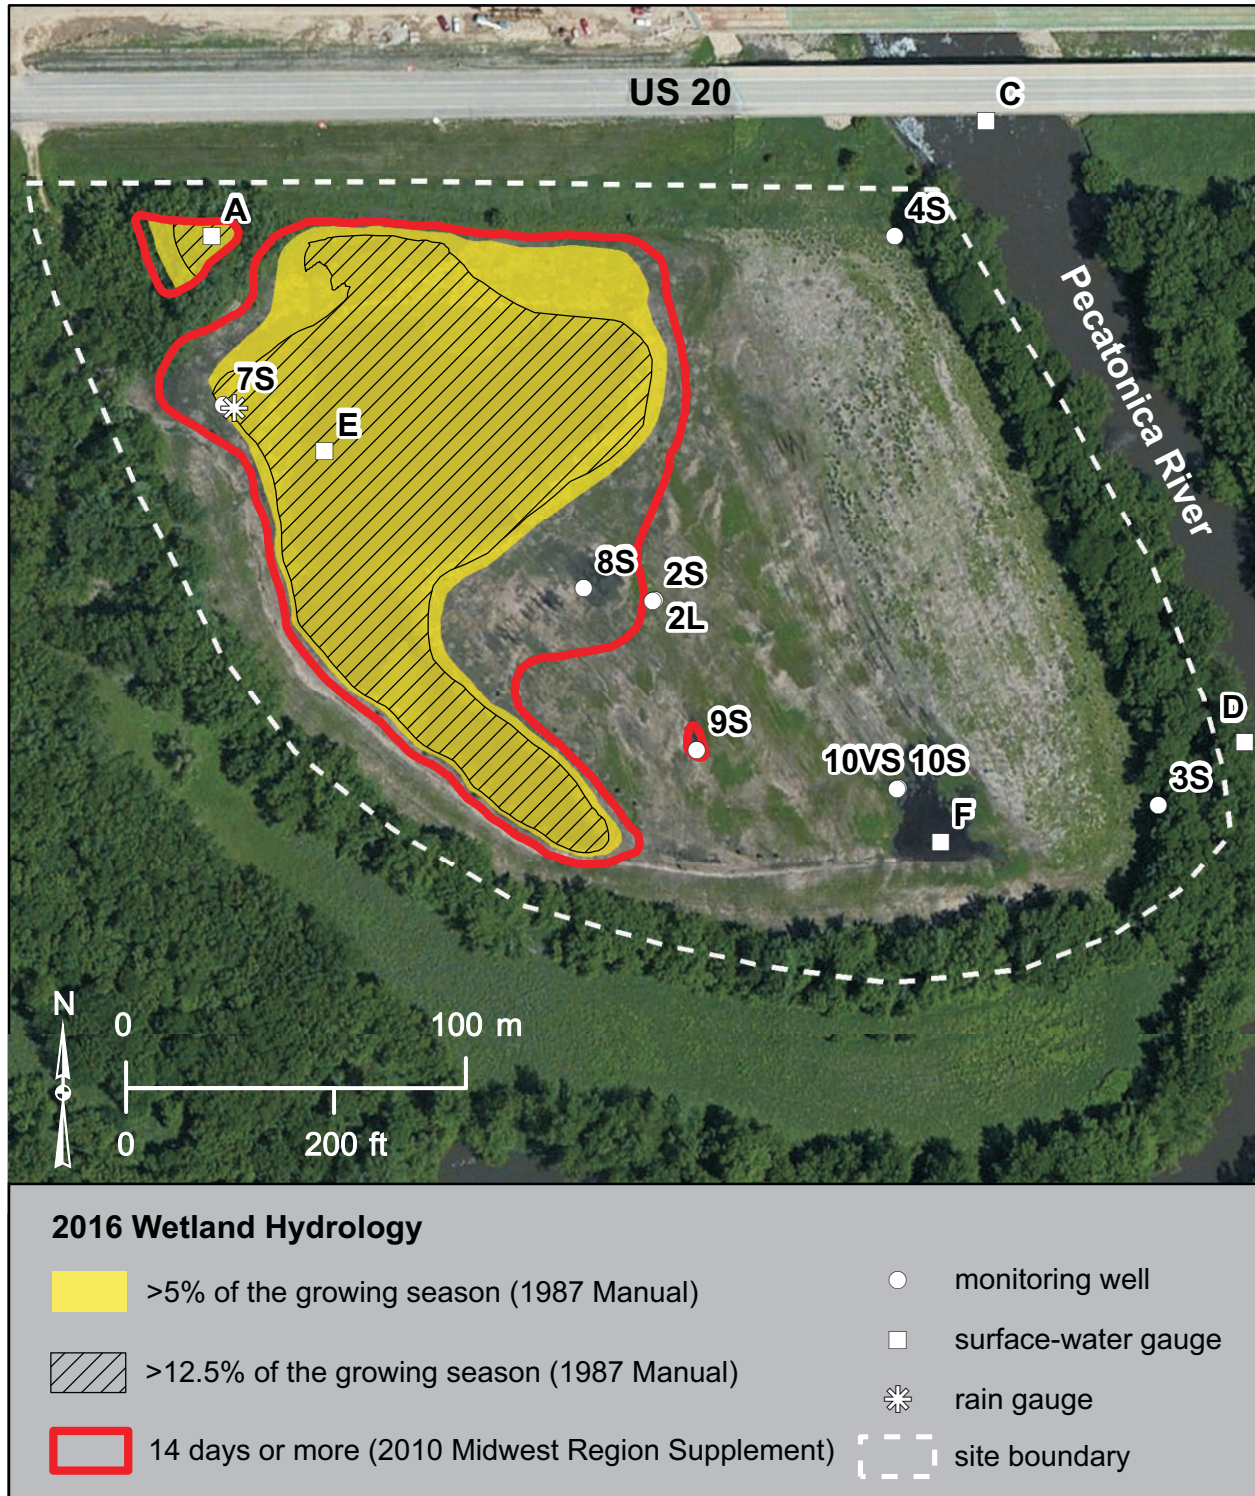 US 20
C
A
4S
Pecatonica River
7S
E
8S
2S
2L
9S
D
10VS 10S
3S
F
N
0
100 m
0
200 ft
2016 Wetland Hydrology
>5% of the growing season (1987 Manual)
>12.5% of the growing season (1987 Manual)
14 days or more (2010 Midwest Region Supplement)
monitoring well
surface-water gauge
rain gauge
site boundary